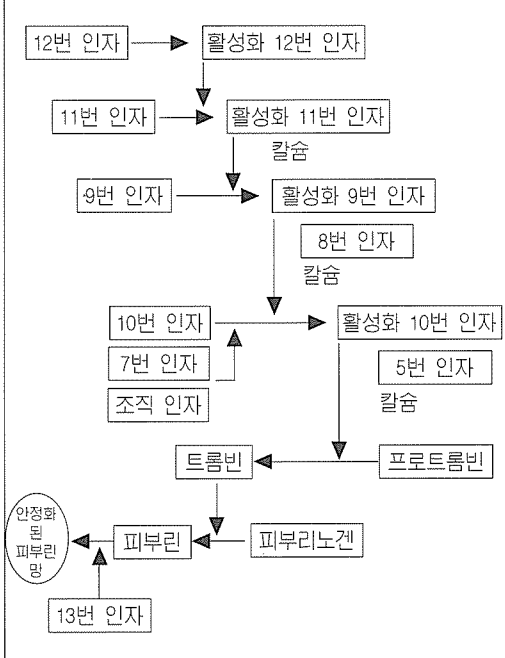 12번 인자
활성화 12번 인자
11번 인자
활성화 11번 인자
칼슘
9번 인자
활성화 9번 인자
8번 인자
칼슘
10번 인자
활성화 10번 인자
7번 인자
5번 인자
조직 인자
칼슘
트롬빈
프로트롬빈
안정화
된
피부린
망
피부린
피부리노겐
13번 인자